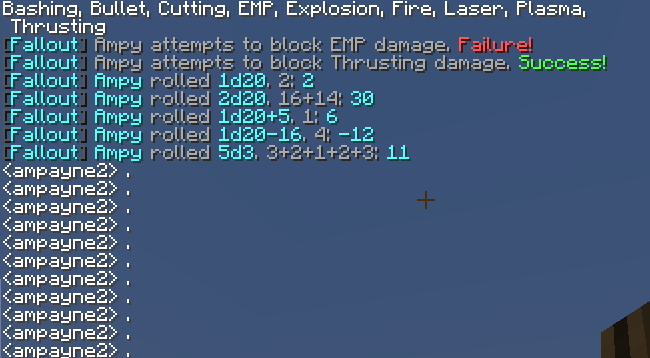 Bashing, Bullet, Cutting, EMP, Explosion, Fire, Laser, Plasma,
Thrusting
[Fallout] Ampy attempts to block EMP damage. Failure!
[Fallout] Ampy attempts to block Thrusting damage. Success!
[Fallout] Ampy rolled 1d20, 2: 2
[Fallout] Ampy rolled 2d20, 16+14: 30
[Fallout] Ampy rolled 1d20+5, 1: 6
[Fallout] Ampy rolled 1d20-16, 4: -12
[Fallout] Ampy rolled 5d3, 3+2+1+2+3: 11
<ampayne2> .
<ampayne2> .
<ampayne2> .
<ampayne2> .
<ampayne2> .
<ampayne2> .
<ampayne2> .
<ampayne2> .
<ampayne2> .
<ampayne2> .
<ampayne2> .